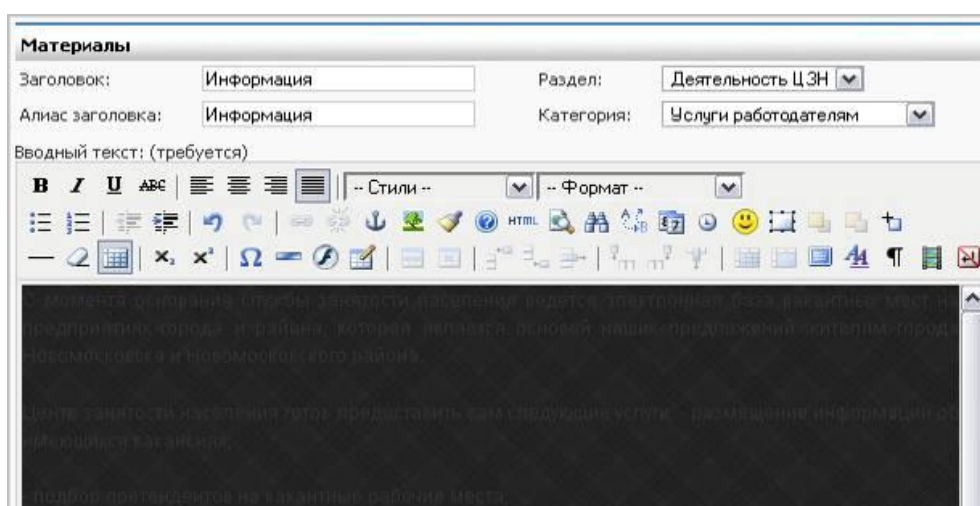 Материалы
Заголовок: Информация Раздел: Деятельность ЦЗН
Алиас заголовка: Информация Категория: Услуги работодателям
Вводный текст: (требуется)
B I U ABC -- Стили -- -- Формат --
HTML
С момента основания службы занятости населения ведется электронная база вакантных мест на
предприятиях города и района, которая является основой наших предложений жителям города
Новомосковска и Новомосковского района.
Центр занятости населения готов предоставить вам следующие услуги: - размещение информации об
имеющихся вакансиях;
- подбор претендентов на вакантные рабочие места